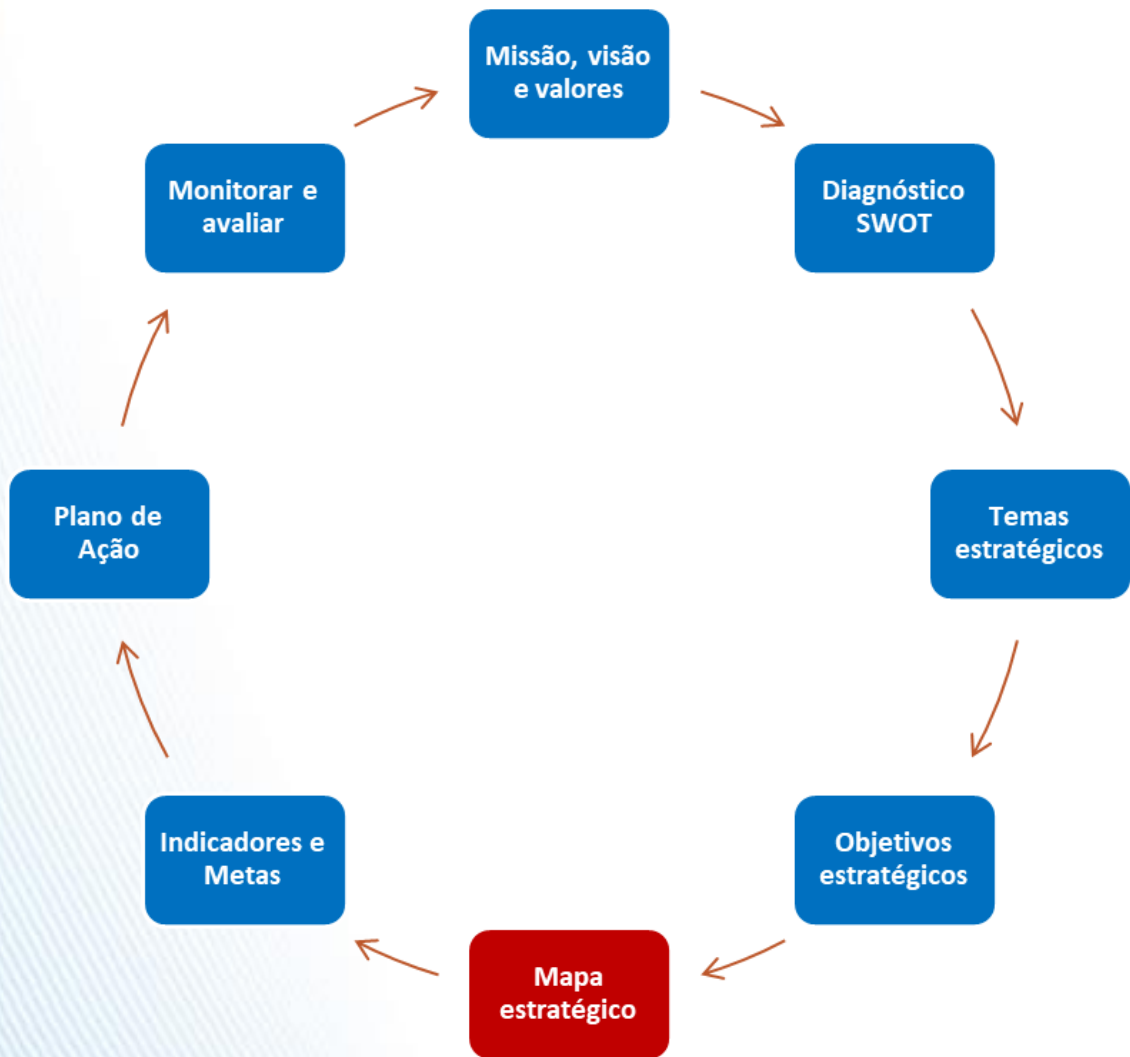 Missão, visão
e valores
Diagnóstico
SWOT
Temas
estratégicos
Objetivos
estratégicos
Mapa
estratégico
Indicadores e
Metas
Plano de
Ação
Monitorar e
avaliar